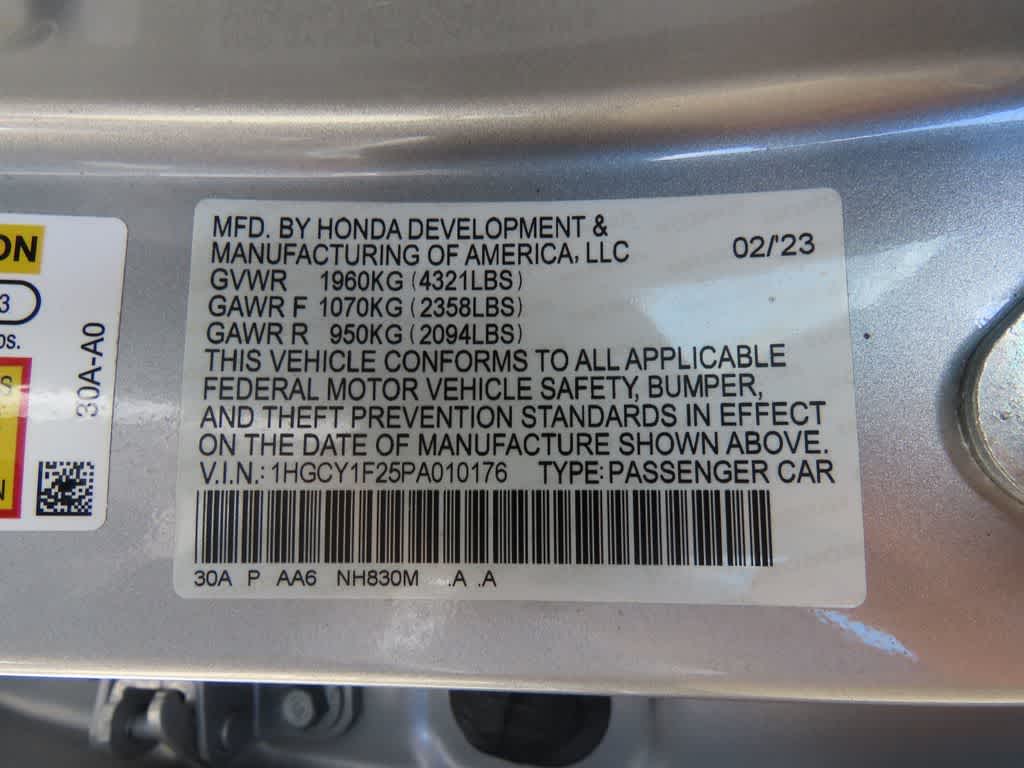 MFD. BY HONDA DEVELOPMENT &
MANUFACTURING OF AMERICA, LLC 02/'23
GVWR 1960KG (4321LBS)
GAWR F 1070KG (2358LBS)
GAWR R 950KG (2094LBS)
THIS VEHICLE CONFORMS TO ALL APPLICABLE
FEDERAL MOTOR VEHICLE SAFETY, BUMPER,
AND THEFT PREVENTION STANDARDS IN EFFECT
ON THE DATE OF MANUFACTURE SHOWN ABOVE.
V.I.N.: 1HGCY1F25PA010176 TYPE: PASSENGER CAR
30A P AA6 NH830M .A .A
30A-A0